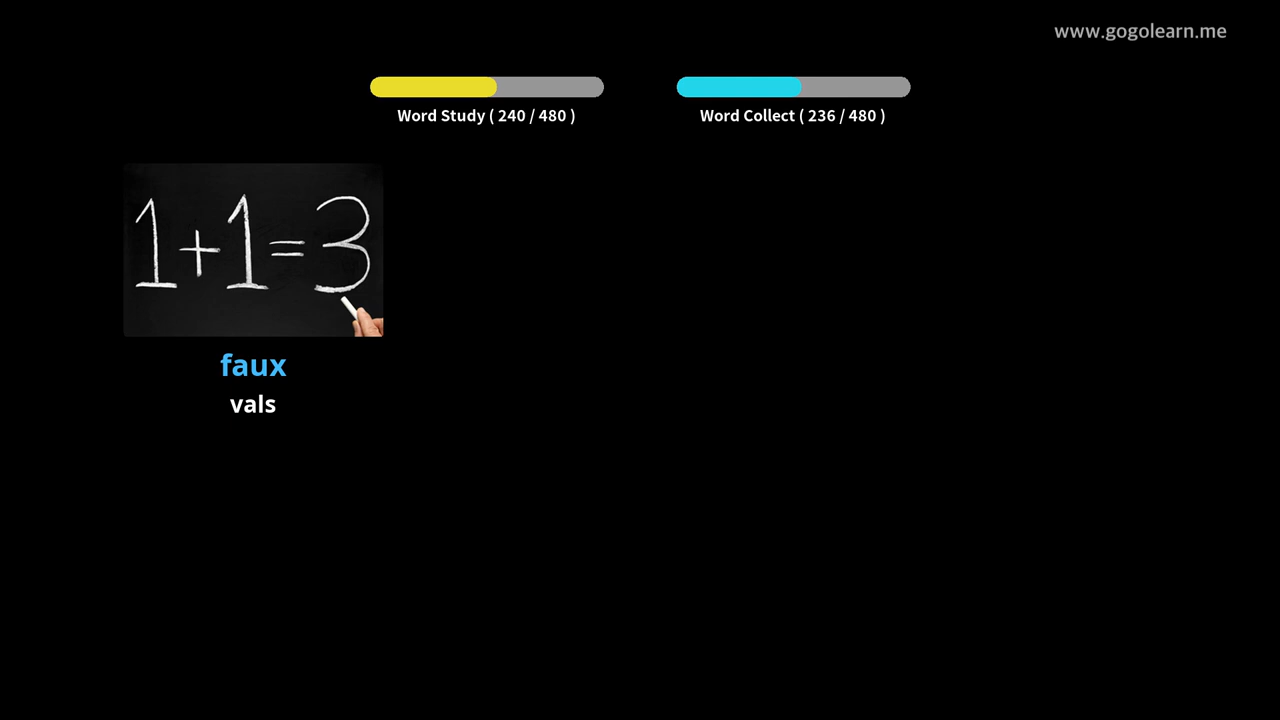 www.gogolearn.me
Word Study ( 240 / 480 )
Word Collect ( 236 / 480 )
1+1=3
faux
vals